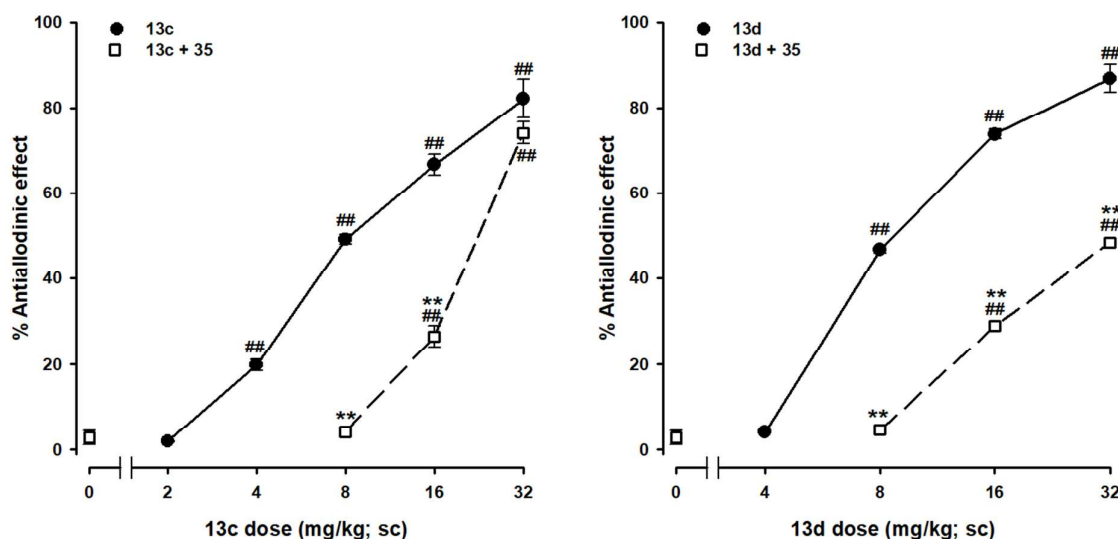 100
80
60
40
20
0
% Antiallodinic effect
13c
13c + 35
##
##
##
##
##
**
##
**
0 2 4 8 16 32
13c dose (mg/kg; sc)
100
80
60
40
20
0
% Antiallodinic effect
13d
13d + 35
##
##
##
**
##
**
##
**
0 4 8 16 32
13d dose (mg/kg; sc)